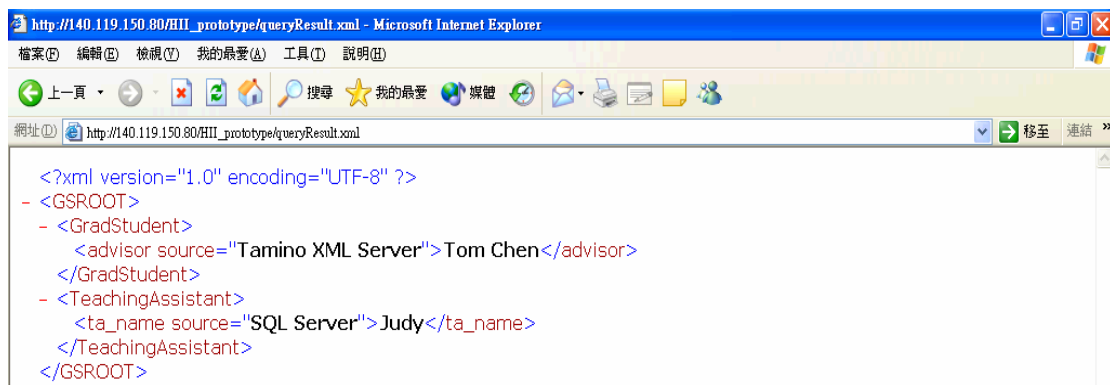 http://140.119.150.80/HII_prototype/queryResult.xml - Microsoft Internet Explorer
檔案(F) 編輯(E) 檢視(V) 我的最愛(A) 工具(T) 說明(H)
上一頁 搜尋 我的最愛 媒體
網址(D) http://140.119.150.80/HII_prototype/queryResult.xml 移至 連結 »
<?xml version="1.0" encoding="UTF-8" ?>
- <GSROOT>
- <GradStudent>
<advisor source="Tamino XML Server">Tom Chen</advisor>
</GradStudent>
- <TeachingAssistant>
<ta_name source="SQL Server">Judy</ta_name>
</TeachingAssistant>
</GSROOT>